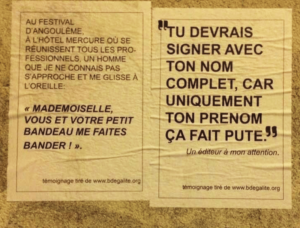 AU FESTIVAL
D'ANGOULÊME,
À L'HÔTEL MERCURE OÙ SE
RÉUNISSENT TOUS LES PRO-
FESSIONNELS, UN HOMME
QUE JE NE CONNAIS PAS
S'APPROCHE ET ME GLISSE À
L'OREILLE:
« MADEMOISELLE,
VOUS ET VOTRE PETIT
BANDEAU ME FAITES
BANDER ! ».
témoignage tiré de www.bdegalite.org
"TU DEVRAIS
SIGNER AVEC
TON NOM
COMPLET, CAR
UNIQUEMENT
TON PRENOM
ÇA FAIT PUTE."
Un éditeur à mon attention.
témoignage tiré de www.bdegalite.org